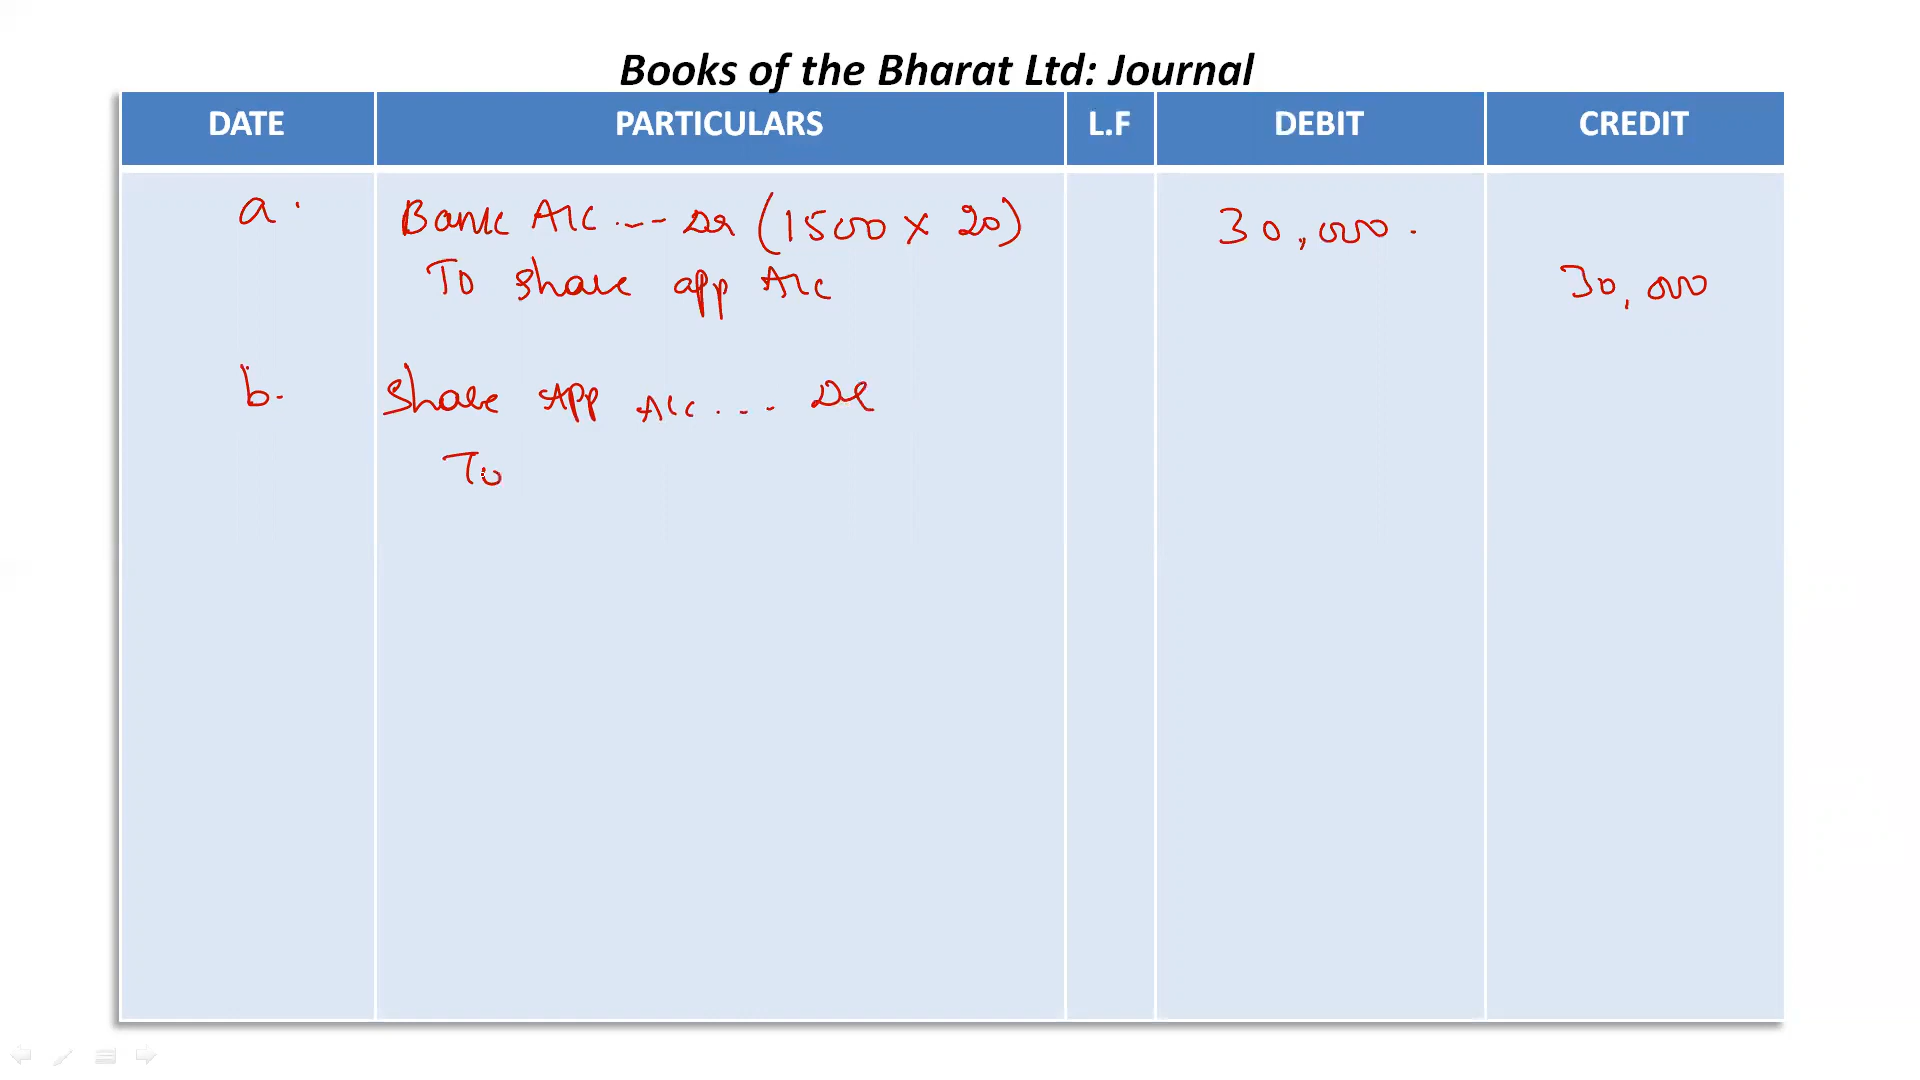 Books of the Bharat Ltd: Journal
DATE PARTICULARS L.F DEBIT CREDIT
a. Bank A/c ... Dr (1500 x 20) 30,000.
To share app A/c 30,000
b. Share App A/c ... Dr
To